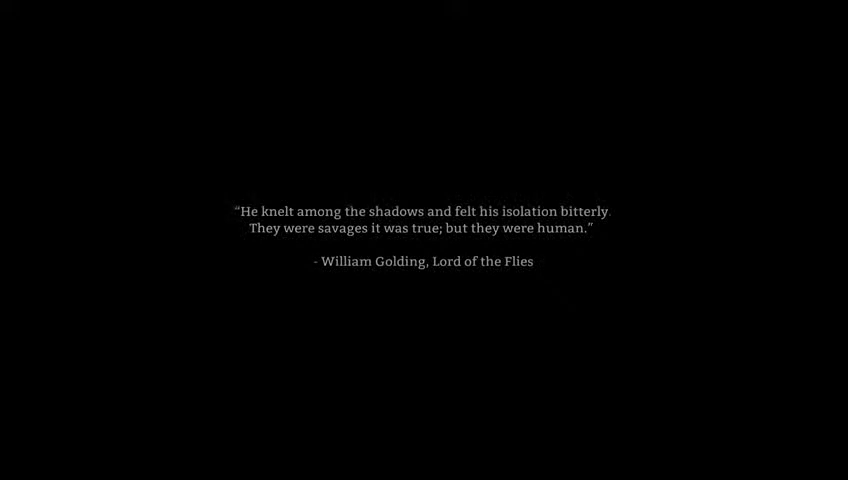 “He knelt among the shadows and felt his isolation bitterly.
They were savages it was true; but they were human.”
- William Golding, Lord of the Flies